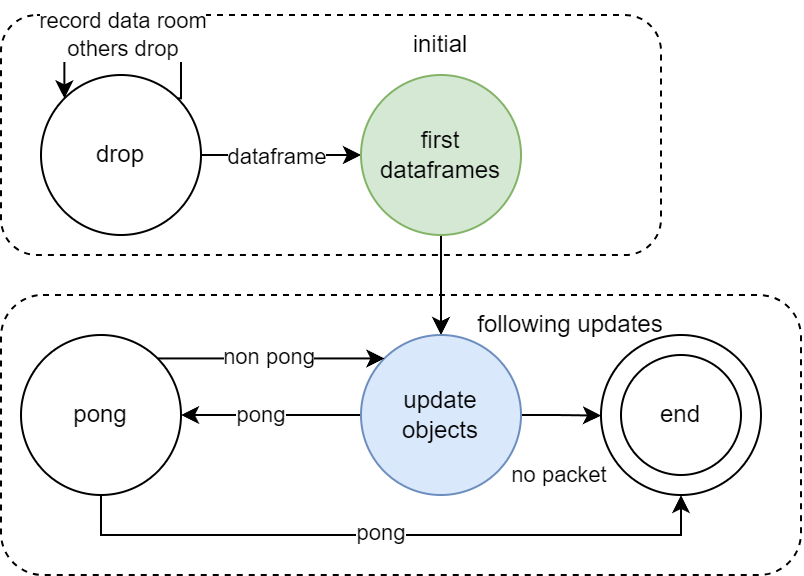 record data room
others drop
initial
drop
dataframe
first
dataframes
following updates
non pong
pong
pong
update
objects
end
no packet
pong